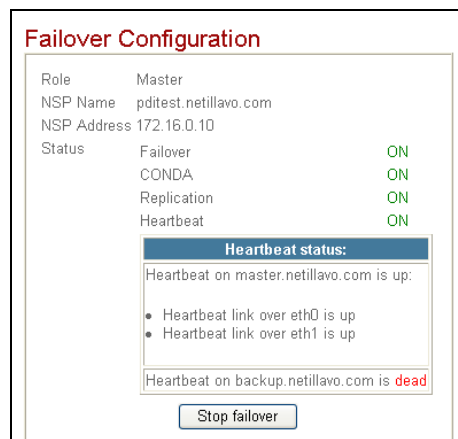 Failover Configuration
Role Master
NSP Name pditest.netillavo.com
NSP Address 172.16.0.10
Status Failover ON
CONDA ON
Replication ON
Heartbeat ON
Heartbeat status:
Heartbeat on master.netillavo.com is up:
• Heartbeat link over eth0 is up
• Heartbeat link over eth1 is up
Heartbeat on backup.netillavo.com is dead
Stop failover